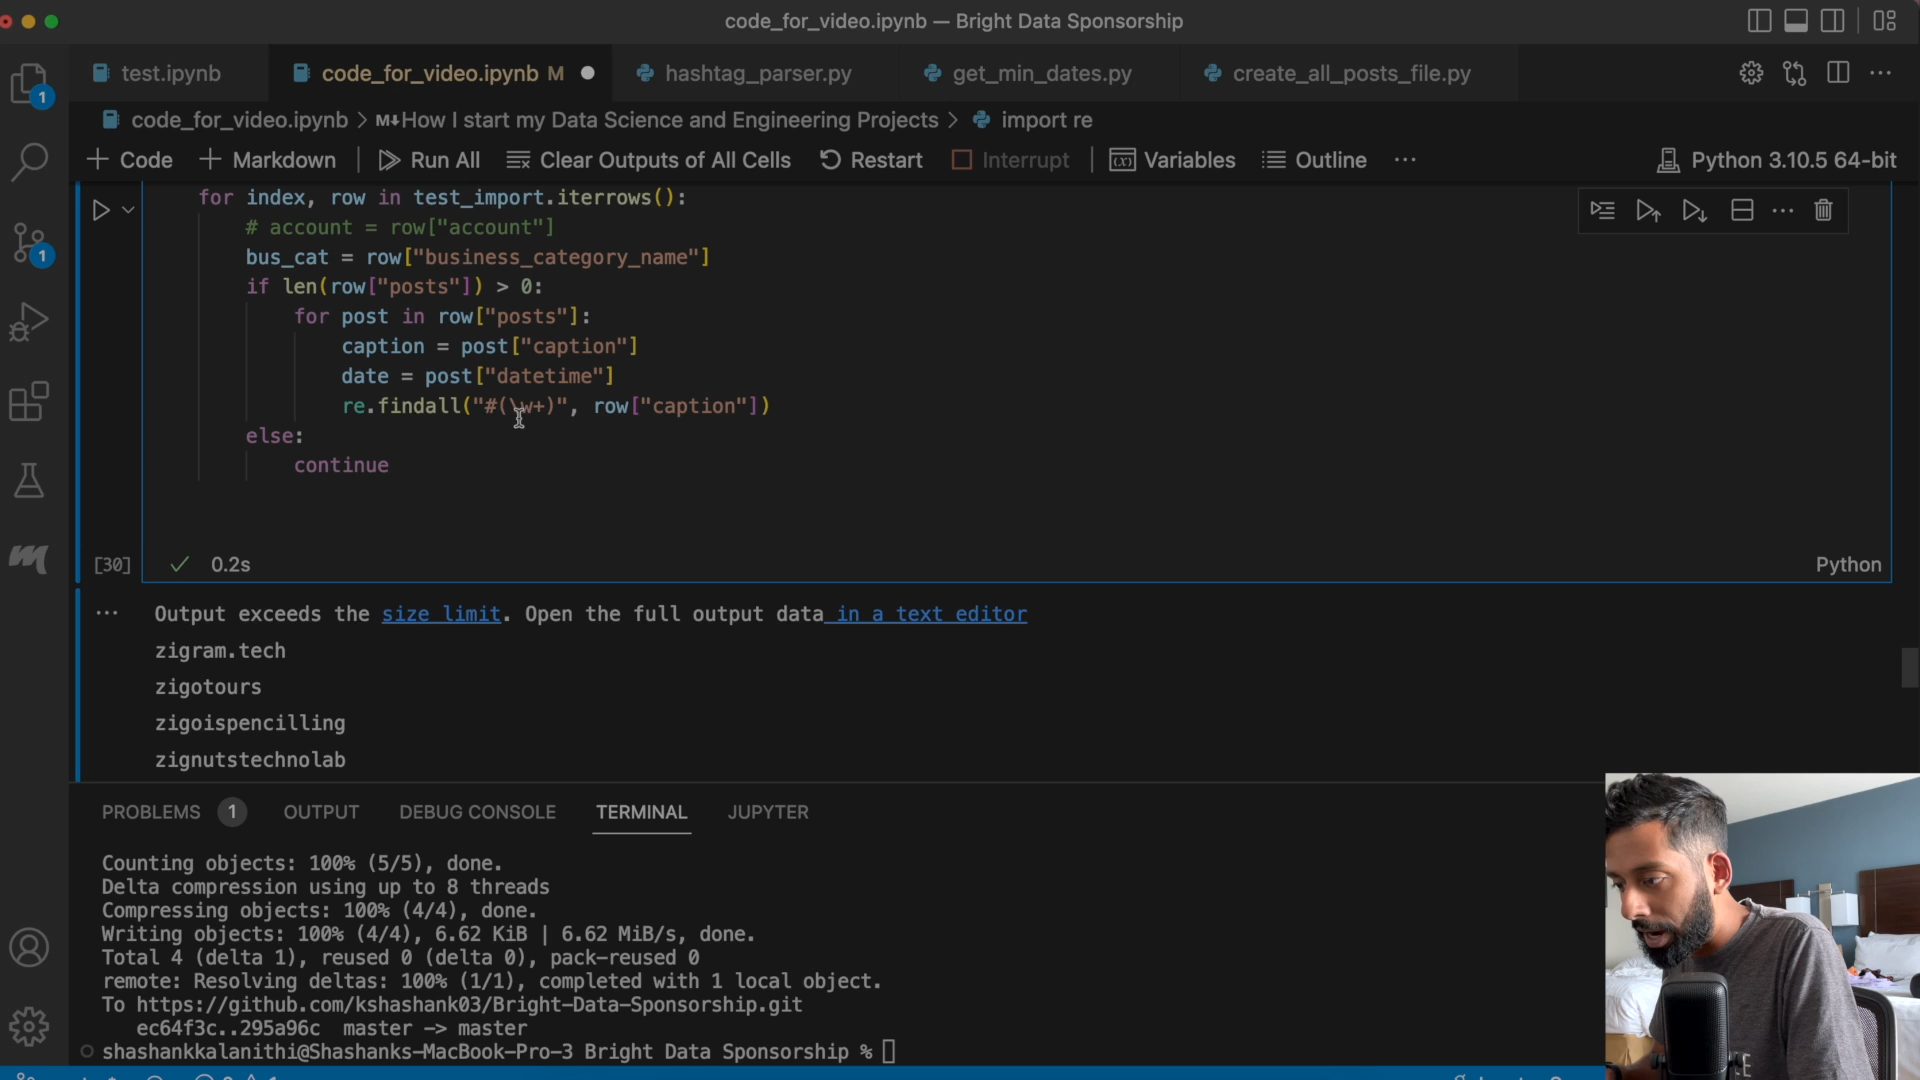 code_for_video.ipynb — Bright Data Sponsorship
test.ipynb
code_for_video.ipynb M
hashtag_parser.py
get_min_dates.py
create_all_posts_file.py
code_for_video.ipynb > M↓How I start my Data Science and Engineering Projects > import re
+ Code + Markdown | Run All Clear Outputs of All Cells Restart Interrupt | Variables Outline ··· Python 3.10.5 64-bit
1
1
for index, row in test_import.iterrows():
# account = row["account"]
bus_cat = row["business_category_name"]
if len(row["posts"]) > 0:
for post in row["posts"]:
caption = post["caption"]
date = post["datetime"]
re.findall("#(\w+)", row["caption"])
else:
continue
[30] ✓ 0.2s Python
Output exceeds the size limit. Open the full output data in a text editor
zigram.tech
zigotours
zigoispencilling
zignutstechnolab
PROBLEMS 1 OUTPUT DEBUG CONSOLE TERMINAL JUPYTER
Counting objects: 100% (5/5), done.
Delta compression using up to 8 threads
Compressing objects: 100% (4/4), done.
Writing objects: 100% (4/4), 6.62 KiB | 6.62 MiB/s, done.
Total 4 (delta 1), reused 0 (delta 0), pack-reused 0
remote: Resolving deltas: 100% (1/1), completed with 1 local object.
To https://github.com/kshashank03/Bright-Data-Sponsorship.git
ec64f3c..295a96c master -> master
shashankkalanithi@Shashanks-MacBook-Pro-3 Bright Data Sponsorship %